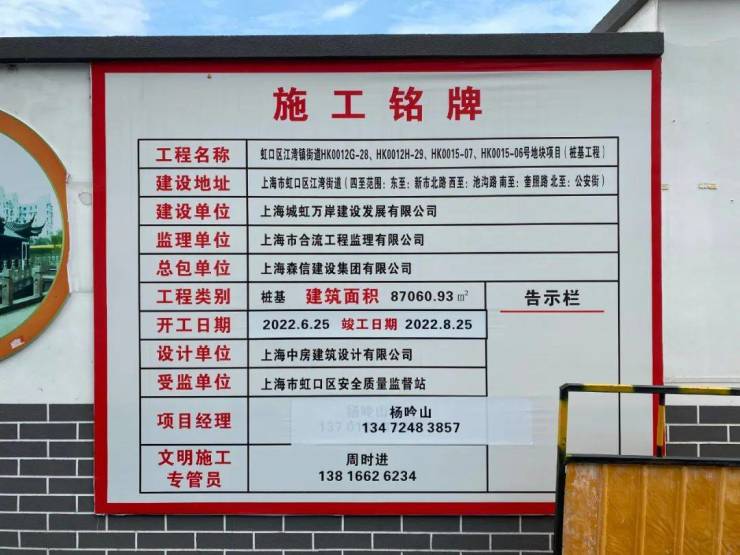 施工铭牌
工程名称 虹口区江湾镇街道HK0012G-28、HK0012H-29、HK0015-07、HK0015-06号地块项目（桩基工程）
建设地址 上海市虹口区江湾街道（四至范围：东至：新市北路 西至：池沟路 南至：奎照路 北至：公安街）
建设单位 上海城虹万岸建设发展有限公司
监理单位 上海市合流工程监理有限公司
总包单位 上海森信建设集团有限公司
工程类别 桩基 建筑面积 87060.93㎡ 告示栏
开工日期 2022.6.25 竣工日期 2022.8.25
设计单位 上海中房建筑设计有限公司
受监单位 上海市虹口区安全质量监督站
项目经理 杨吟山
134 7248 3857
文明施工 周时进
专管员 138 1662 6234